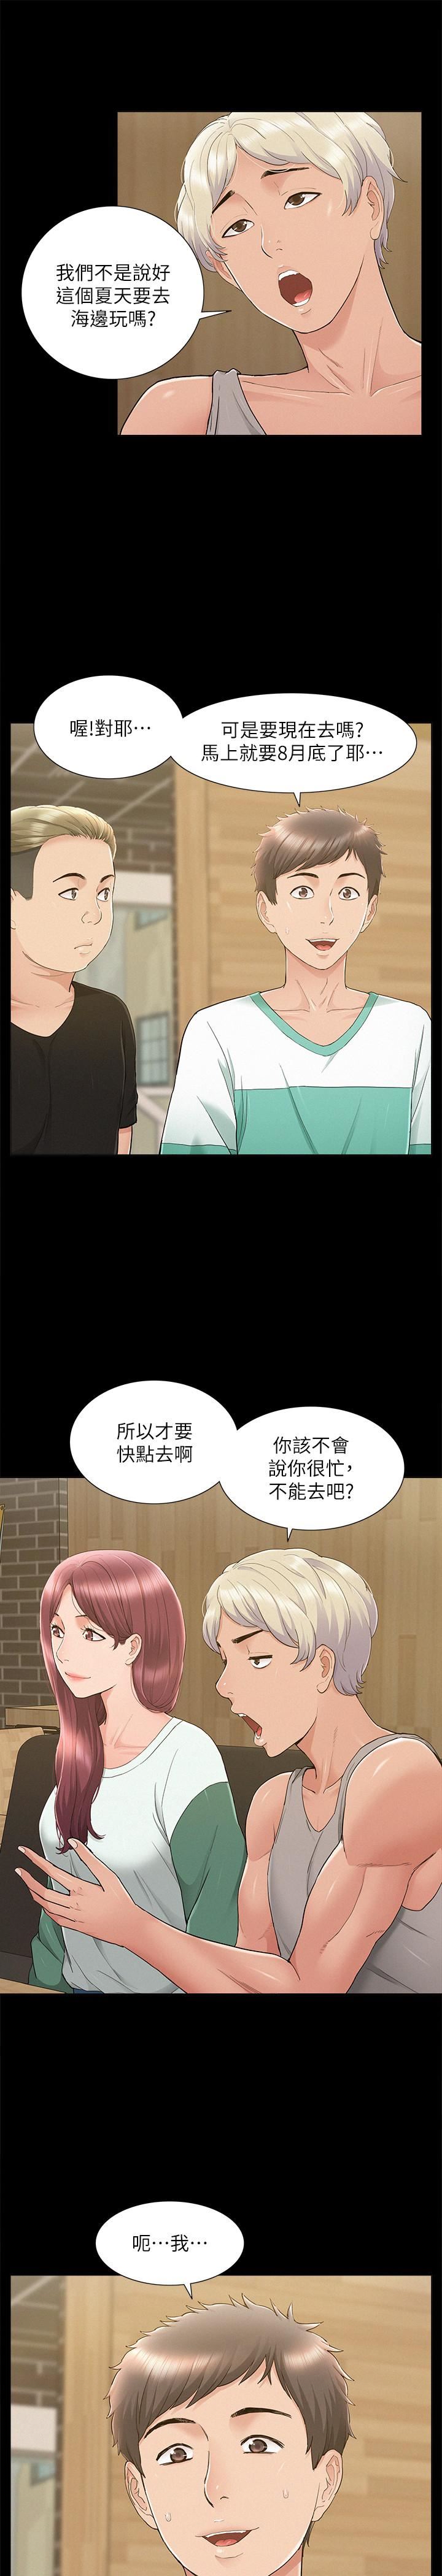 我們不是說好
這個夏天要去
海邊玩嗎?
喔!對耶⋯
可是要現在去嗎?
馬上就要8月底了耶⋯
所以才要
快點去啊
你該不會
說你很忙,
不能去吧?
呃⋯我⋯